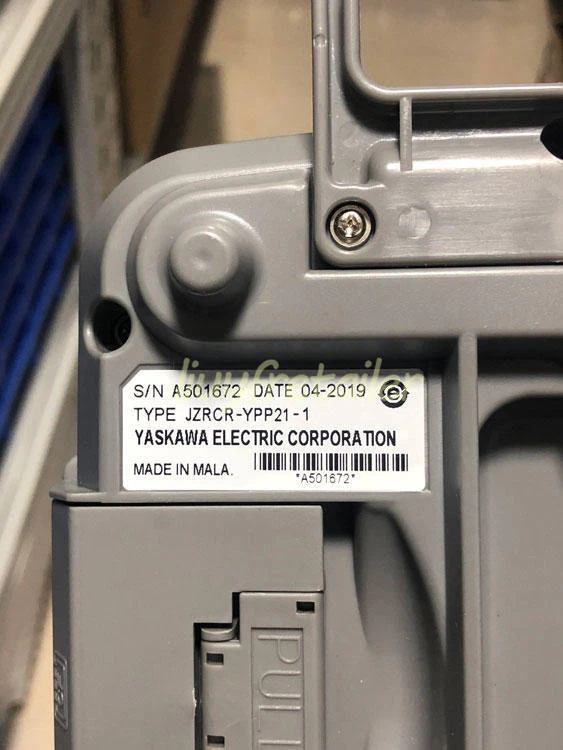 S/N A501672 DATE 04-2019
TYPE JZRCR-YPP21-1
YASKAWA ELECTRIC CORPORATION
MADE IN MALA.
*A501672*
PULL